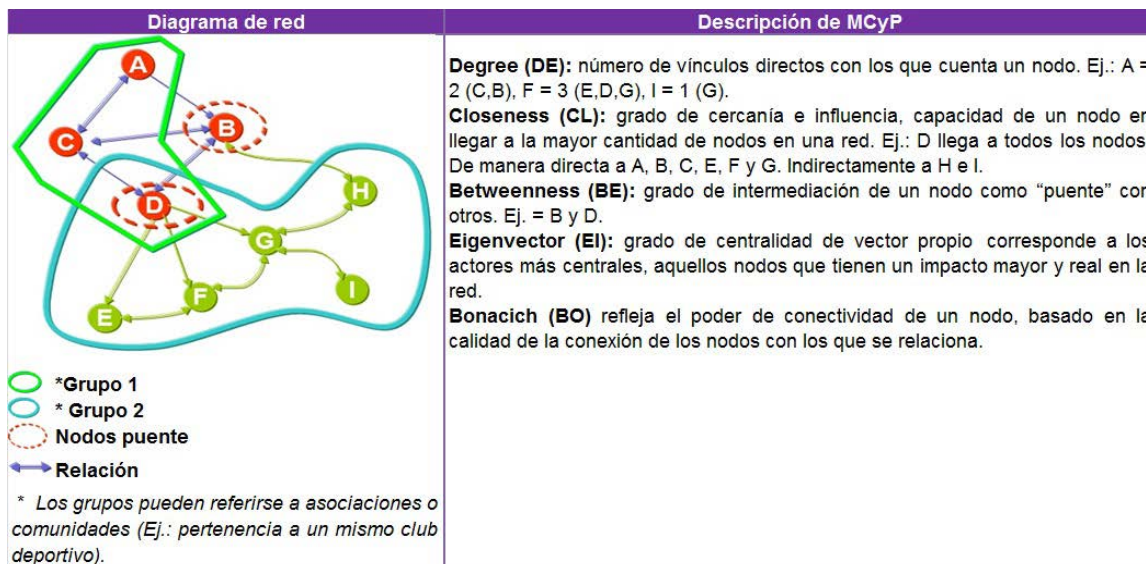 Diagrama de red
Descripción de MCyP
A
B
C
D
H
G
F
I
E
*Grupo 1
* Grupo 2
Nodos puente
Relación
* Los grupos pueden referirse a asociaciones o
comunidades (Ej.: pertenencia a un mismo club
deportivo).
Degree (DE): número de vínculos directos con los que cuenta un nodo. Ej.: A =
2 (C,B), F = 3 (E,D,G), I = 1 (G).
Closeness (CL): grado de cercanía e influencia, capacidad de un nodo en
llegar a la mayor cantidad de nodos en una red. Ej.: D llega a todos los nodos
De manera directa a A, B, C, E, F y G. Indirectamente a H e I.
Betweenness (BE): grado de intermediación de un nodo como “puente” con
otros. Ej. = B y D.
Eigenvector (EI): grado de centralidad de vector propio corresponde a los
actores más centrales, aquellos nodos que tienen un impacto mayor y real en la
red.
Bonacich (BO) refleja el poder de conectividad de un nodo, basado en la
calidad de la conexión de los nodos con los que se relaciona.